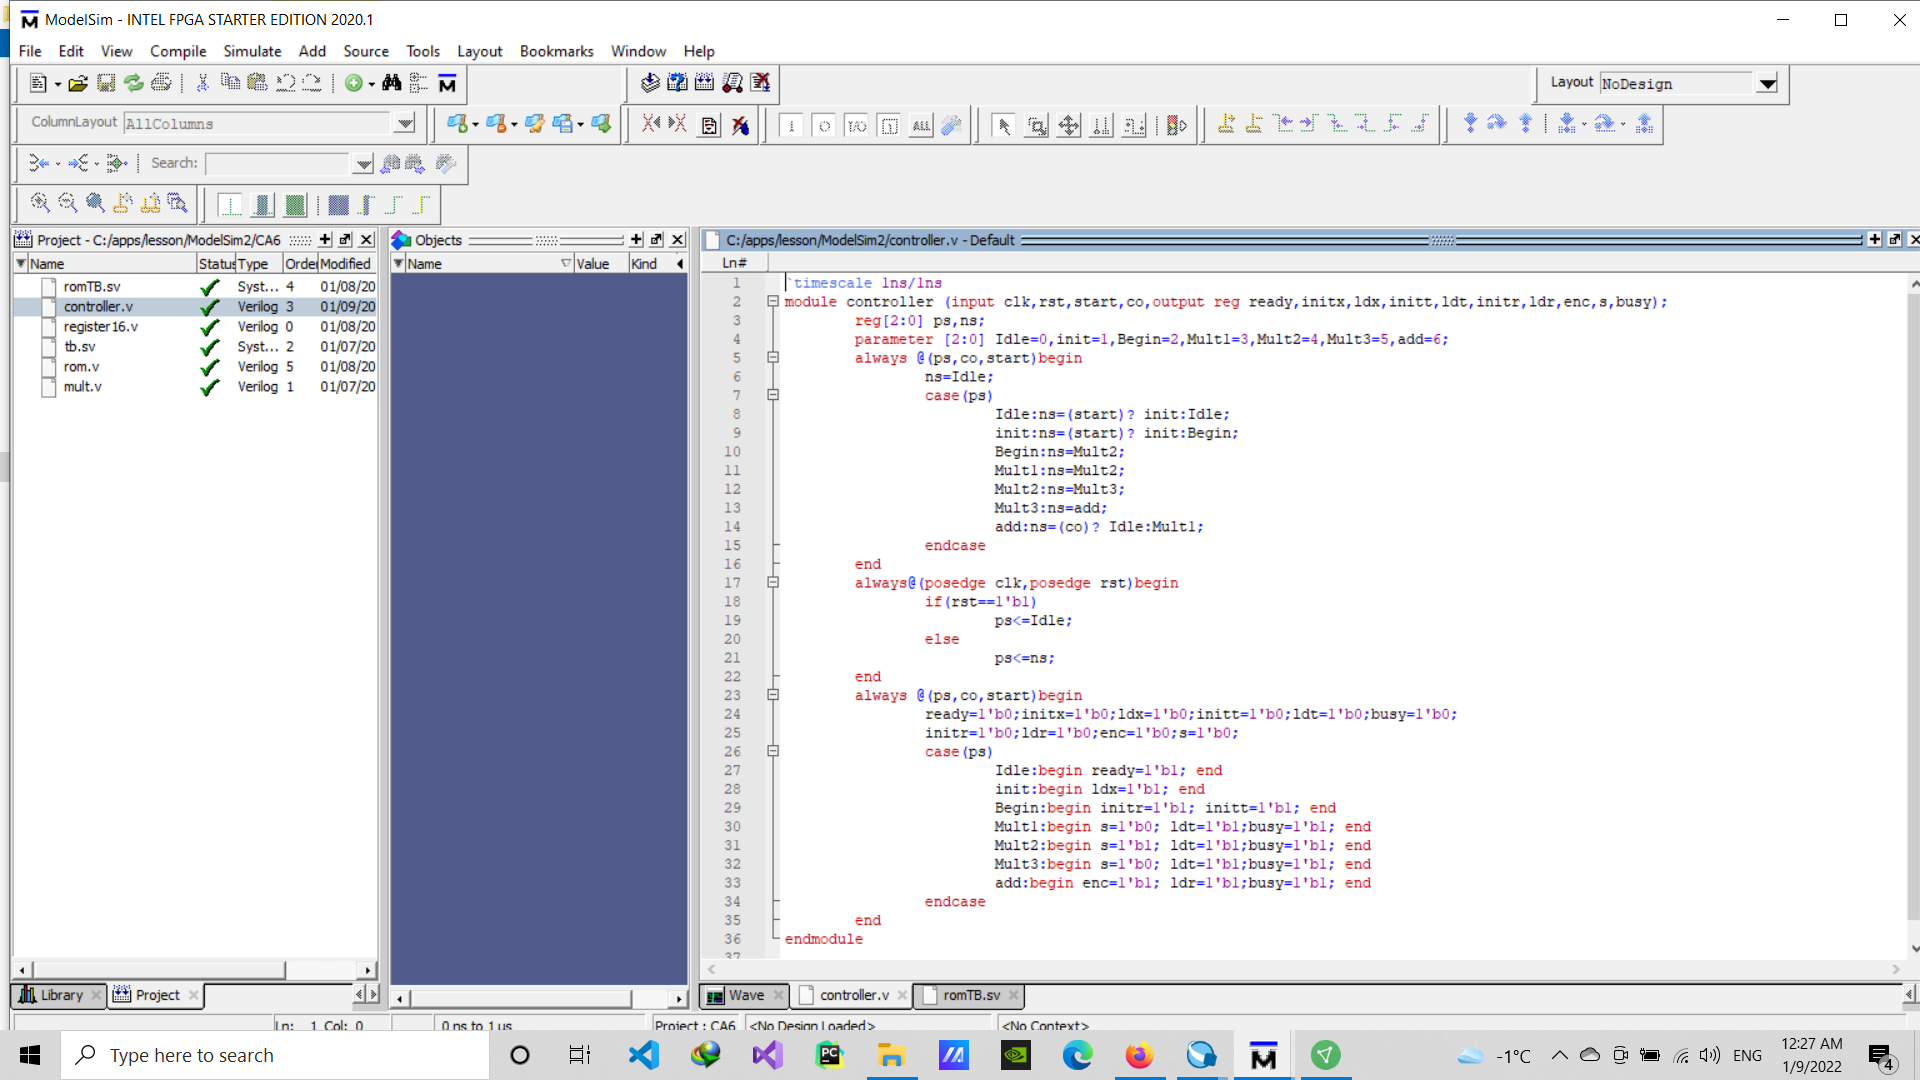 ModelSim - INTEL FPGA STARTER EDITION 2020.1
File Edit View Compile Simulate Add Source Tools Layout Bookmarks Window Help
Layout NoDesign
ColumnLayout AllColumns
Search:
Project - C:/apps/lesson/ModelSim2/CA6
Name Status Type Order Modified
romTB.sv Syst... 4 01/08/20
controller.v Verilog 3 01/09/20
register16.v Verilog 0 01/08/20
tb.sv Syst... 2 01/07/20
rom.v Verilog 5 01/08/20
mult.v Verilog 1 01/07/20
Library Project
Objects
Name Value Kind
C:/apps/lesson/ModelSim2/controller.v - Default
Ln#
1 `timescale 1ns/1ns
2 module controller (input clk,rst,start,co,output reg ready,initx,ldx,initt,ldt,initr,ldr,enc,s,busy);
3 reg[2:0] ps,ns;
4 parameter [2:0] Idle=0,init=1,Begin=2,Mult1=3,Mult2=4,Mult3=5,add=6;
5 always @(ps,co,start)begin
6 ns=Idle;
7 case(ps)
8 Idle:ns=(start)? init:Idle;
9 init:ns=(start)? init:Begin;
10 Begin:ns=Mult2;
11 Mult1:ns=Mult2;
12 Mult2:ns=Mult3;
13 Mult3:ns=add;
14 add:ns=(co)? Idle:Mult1;
15 endcase
16 end
17 always@(posedge clk,posedge rst)begin
18 if(rst==1'b1)
19 ps<=Idle;
20 else
21 ps<=ns;
22 end
23 always @(ps,co,start)begin
24 ready=1'b0;initx=1'b0;ldx=1'b0;initt=1'b0;ldt=1'b0;busy=1'b0;
25 initr=1'b0;ldr=1'b0;enc=1'b0;s=1'b0;
26 case(ps)
27 Idle:begin ready=1'b1; end
28 init:begin ldx=1'b1; end
29 Begin:begin initr=1'b1; initt=1'b1; end
30 Mult1:begin s=1'b0; ldt=1'b1;busy=1'b1; end
31 Mult2:begin s=1'b1; ldt=1'b1;busy=1'b1; end
32 Mult3:begin s=1'b0; ldt=1'b1;busy=1'b1; end
33 add:begin enc=1'b1; ldr=1'b1;busy=1'b1; end
34 endcase
35 end
36 endmodule
37
Wave controller.v romTB.sv
Ln: 1 Col: 0 0 ns to 1 us Project : CA6 <No Design Loaded> <No Context>
Type here to search
-1°C ENG 12:27 AM
1/9/2022 4